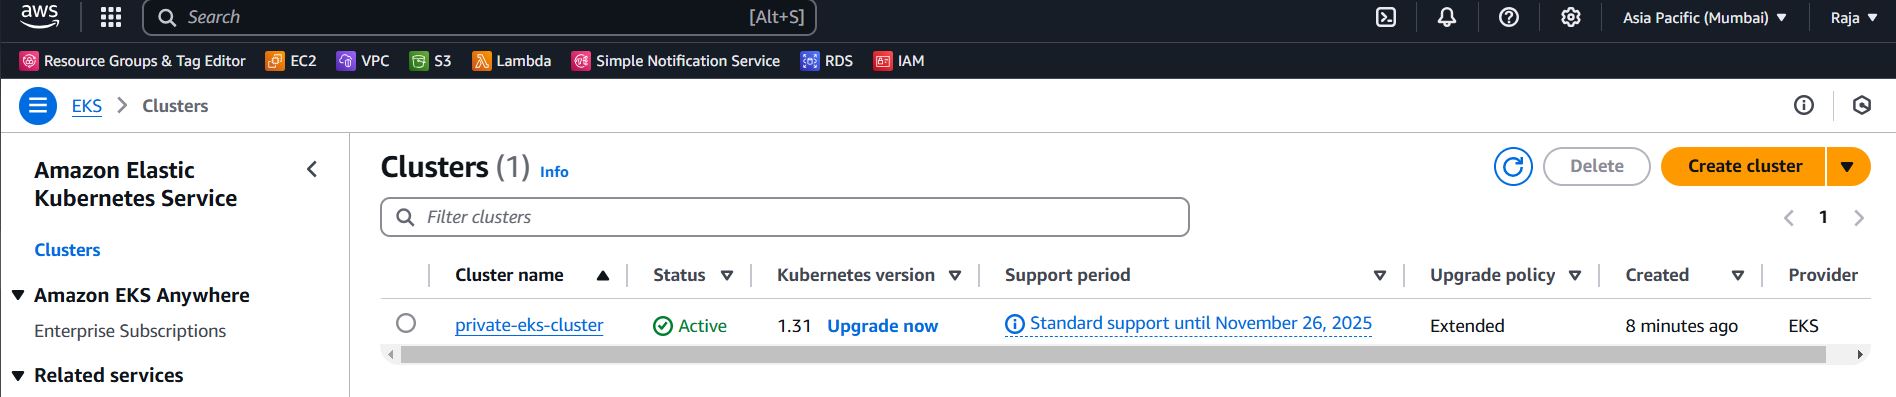 aws Search [Alt+S] Asia Pacific (Mumbai) Raja
Resource Groups & Tag Editor EC2 VPC S3 Lambda Simple Notification Service RDS IAM
EKS Clusters
Amazon Elastic
Kubernetes Service
Clusters
Amazon EKS Anywhere
Enterprise Subscriptions
Related services
Clusters (1) Info Delete Create cluster
Filter clusters 1
Cluster name Status Kubernetes version Support period Upgrade policy Created Provider
private-eks-cluster Active 1.31 Upgrade now Standard support until November 26, 2025 Extended 8 minutes ago EKS